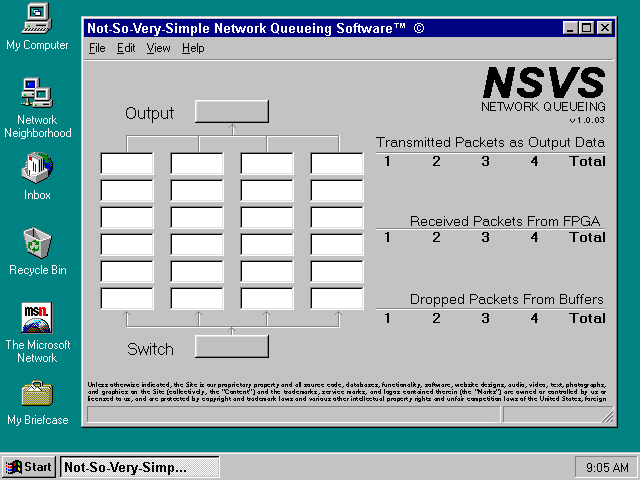 My Computer
Network
Neighborhood
Inbox
Recycle Bin
msn.
The Microsoft
Network
My Briefcase
Not-So-Very-Simple Network Queueing Software™ ©
File Edit View Help
NSVS
NETWORK QUEUEING
v 1.0.03
Output
Transmitted Packets as Output Data
1 2 3 4 Total
Received Packets From FPGA
1 2 3 4 Total
Dropped Packets From Buffers
1 2 3 4 Total
Switch
Unless otherwise indicated, the Site is our proprietary property and all source code, databases, functionality, software, website designs, audio, video, text, photographs,
and graphics on the Site (collectively, the "Content") and the trademarks, service marks, and logos contained therein (the "Marks") are owned or controlled by us or
licensed to us, and are protected by copyright and trademark laws and various other intellectual property rights and unfair competition laws of the United States, foreign
Start
Not-So-Very-Simp...
9:05 AM